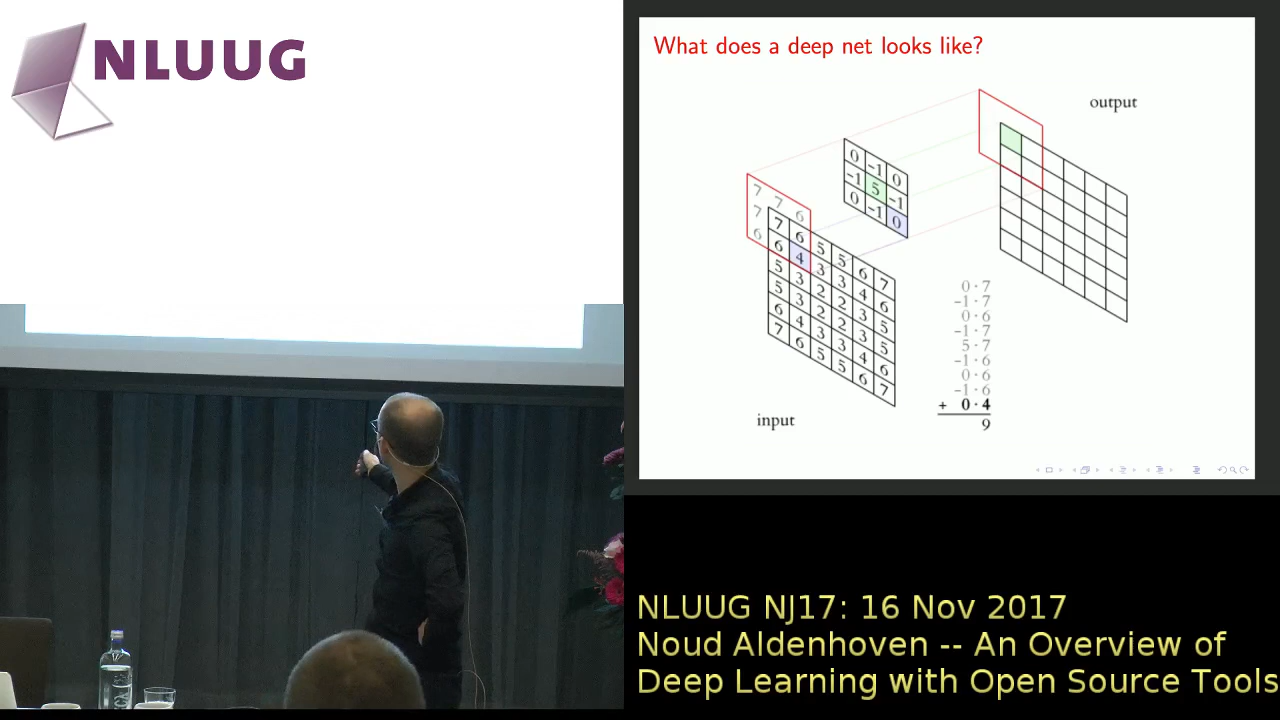 NLUUG
What does a deep net looks like?
output
0 -1 0
-1 5 -1
0 -1 0
7 7 6
7
6
7 6 5 5 6 7
6 4 3 3 4 6
5 3 2 2 3 5
5 3 2 2 3 5
6 4 3 3 4 6
7 6 5 5 6 7
input
0 · 7
-1 · 7
0 · 6
-1 · 7
5 · 7
-1 · 6
0 · 6
-1 · 6
+ 0 · 4
9
NLUUG NJ17: 16 Nov 2017
Noud Aldenhoven -- An Overview of
Deep Learning with Open Source Tools